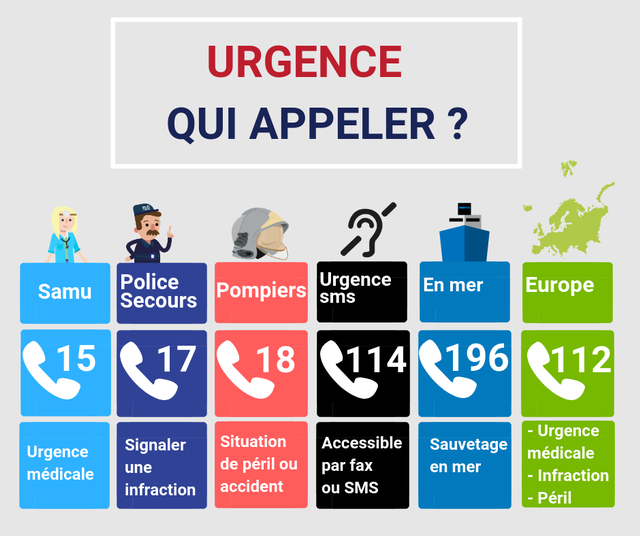 URGENCE
QUI APPELER ?
Samu
Police
Secours
Pompiers
Urgence
sms
En mer
Europe
15
17
18
114
196
112
Urgence
médicale
Signaler
une
infraction
Situation
de péril ou
accident
Accessible
par fax
ou SMS
Sauvetage
en mer
- Urgence
médicale
- Infraction
- Péril